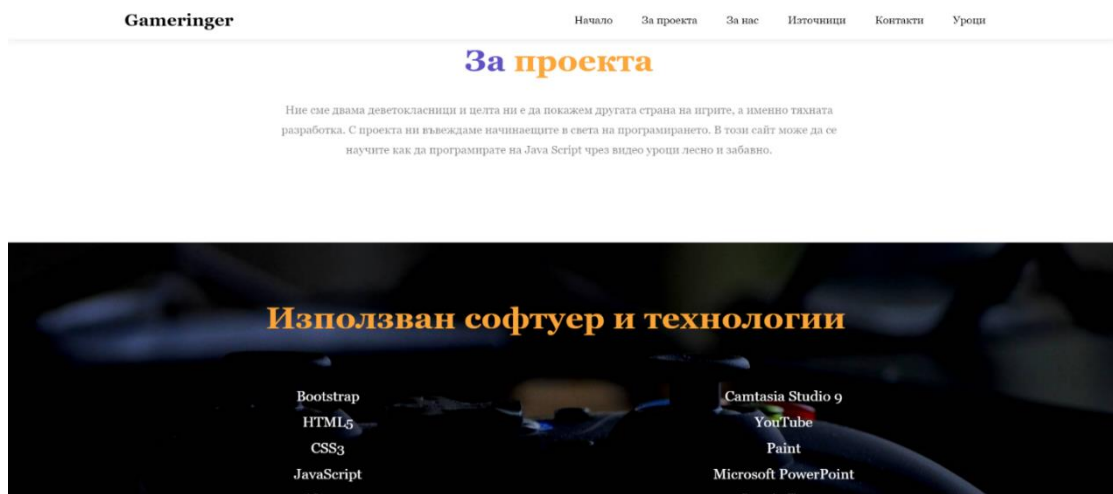 Gameringer
Начало За проекта За нас Източници Контакти Уроци
За проекта
Ние сме двама деветокласници и целта ни е да покажем другата страна на игрите, а именно тяхната
разработка. С проекта ни въвеждаме начинаещите в света на програмирането. В този сайт може да се
научите как да програмирате на Java Script чрез видео уроци лесно и забавно.
Използван софтуер и технологии
Bootstrap
HTML5
CSS3
JavaScript
Camtasia Studio 9
YouTube
Paint
Microsoft PowerPoint